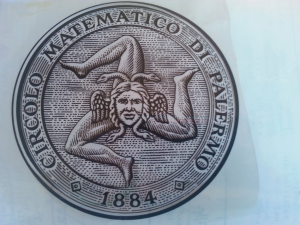 CIRCOLO MATEMATICO DI PALERMO
1884